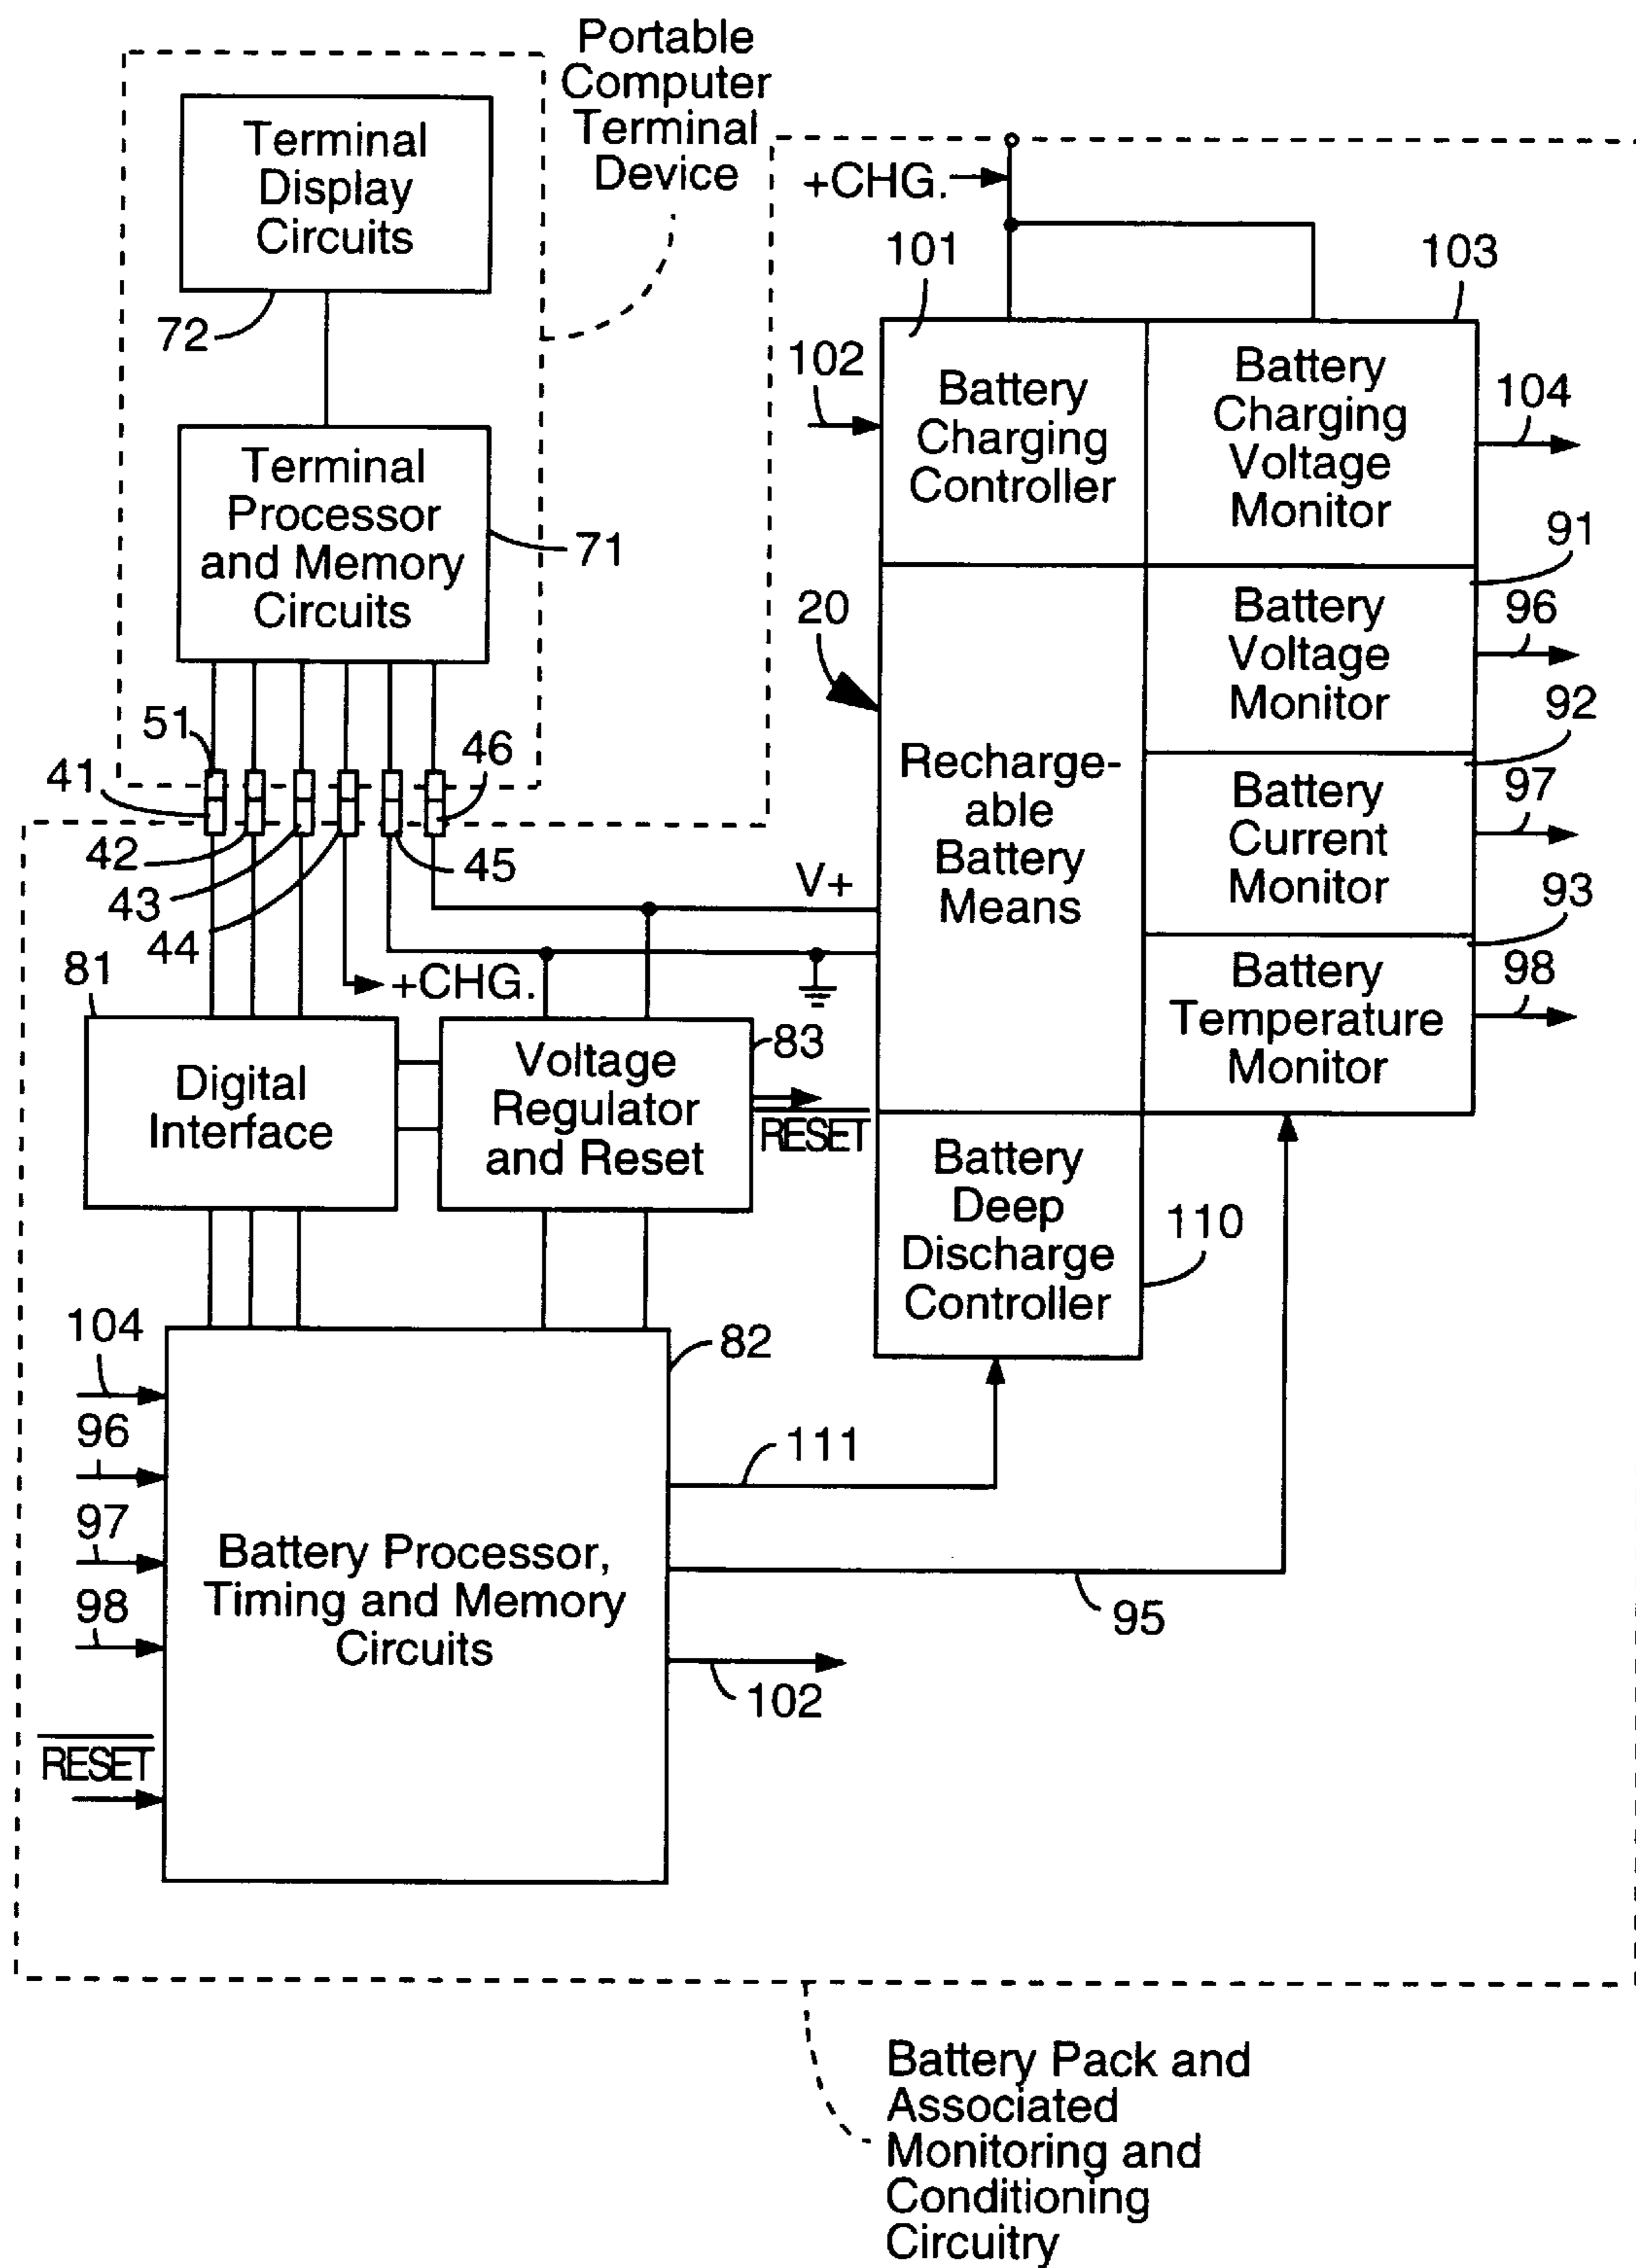 Portable
Computer
Terminal
Device
Terminal
Display
Circuits
72
Terminal
Processor
and Memory
Circuits
71
51
41
42
43
44
45
46
+CHG.
+CHG.
101
103
102
Battery
Charging
Controller
Battery
Charging
Voltage
Monitor
104
91
20
Battery
Voltage
Monitor
96
92
Recharge-
able
Battery
Means
Battery
Current
Monitor
97
93
Battery
Temperature
Monitor
98
V+
81
Digital
Interface
Voltage
Regulator
and Reset
83
RESET
Battery
Deep
Discharge
Controller
110
104
96
97
98
RESET
82
Battery Processor,
Timing and Memory
Circuits
111
95
102
Battery Pack and
Associated
Monitoring and
Conditioning
Circuitry